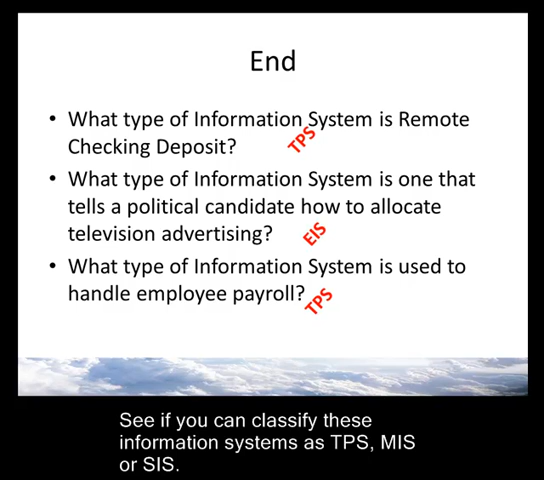 End
• What type of Information System is Remote
Checking Deposit?
TPS
• What type of Information System is one that
tells a political candidate how to allocate
television advertising?
EIS
• What type of Information System is used to
handle employee payroll?
TPS
See if you can classify these
information systems as TPS, MIS
or SIS.